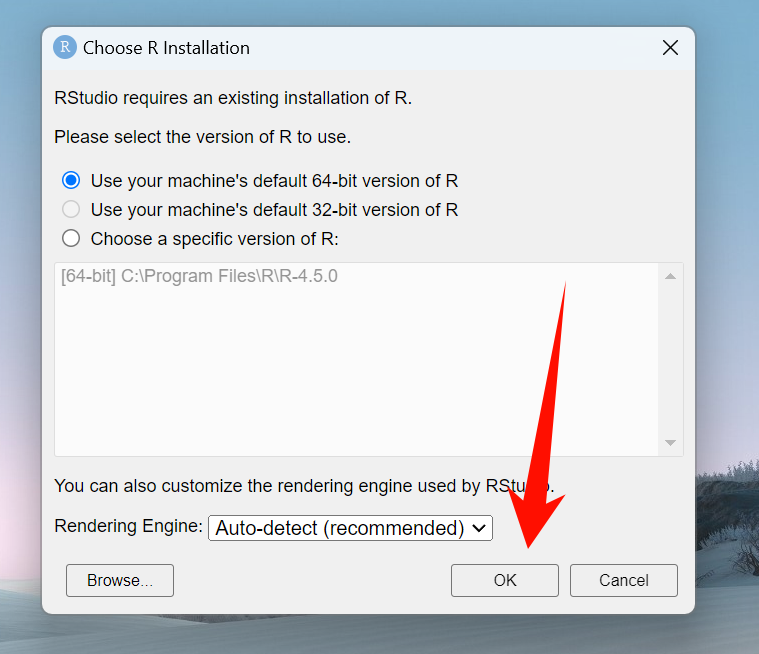 R Choose R Installation
RStudio requires an existing installation of R.
Please select the version of R to use.
Use your machine's default 64-bit version of R
Use your machine's default 32-bit version of R
Choose a specific version of R:
[64-bit] C:\Program Files\R\R-4.5.0
You can also customize the rendering engine used by RStudio.
Rendering Engine: Auto-detect (recommended)
Browse... OK Cancel